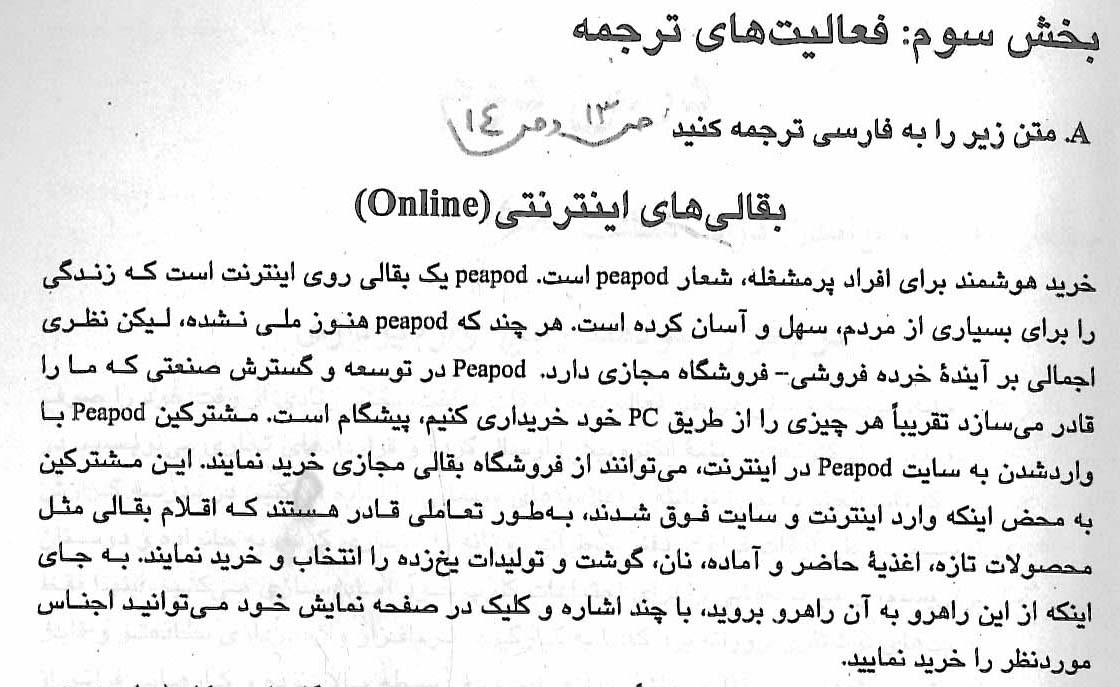 بخش سوم: فعالیت‌های ترجمه
A. متن زیر را به فارسی ترجمه کنید ص ۱۳ و ص ۱٤
بقالی‌های اینترنتی (Online)
خرید هوشمند برای افراد پرمشغله، شعار peapod است. peapod یک بقالی روی اینترنت است که زندگی
را برای بسیاری از مردم، سهل و آسان کرده است. هر چند که peapod هنوز ملی نشده، لیکن نظری
اجمالی بر آیندهٔ خرده فروشی- فروشگاه مجازی دارد. Peapod در توسعه و گسترش صنعتی که ما را
قادر می‌سازد تقریباً هر چیزی را از طریق PC خود خریداری کنیم، پیشگام است. مشترکین Peapod با
واردشدن به سایت Peapod در اینترنت، می‌توانند از فروشگاه بقالی مجازی خرید نمایند. این مشترکین
به محض اینکه وارد اینترنت و سایت فوق شدند، به‌طور تعاملی قادر هستند که اقلام بقالی مثل
محصولات تازه، اغذیهٔ حاضر و آماده، نان، گوشت و تولیدات یخ‌زده را انتخاب و خرید نمایند. به جای
اینکه از این راهرو به آن راهرو بروید، با چند اشاره و کلیک در صفحه نمایش خود می‌توانید اجناس
موردنظر را خرید نمایید.